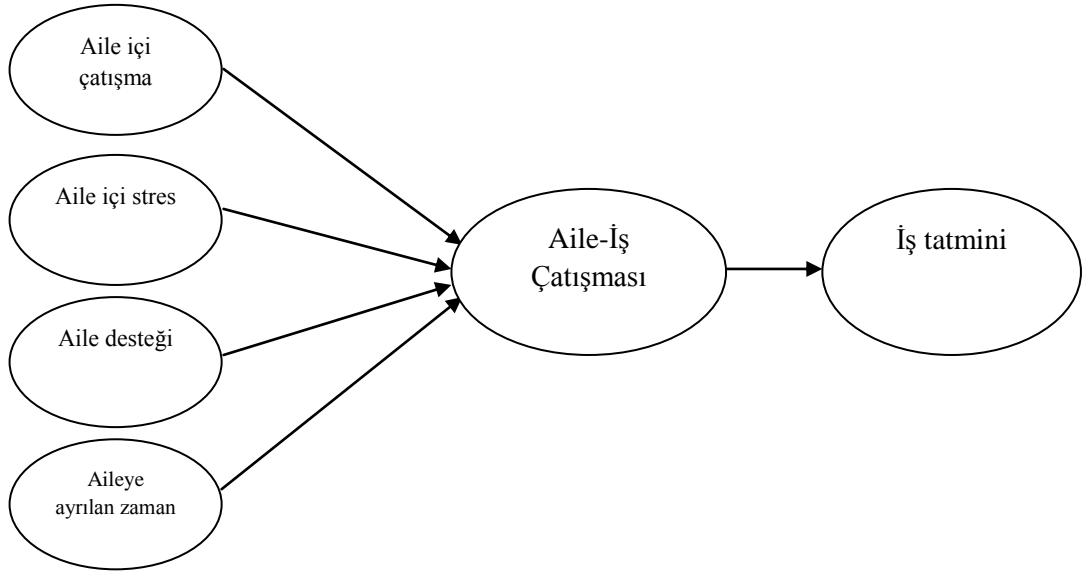 Aile içi
çatışma
Aile içi stres
Aile desteği
Aileye
ayrılan zaman
Aile-İş
Çatışması
İş tatmini